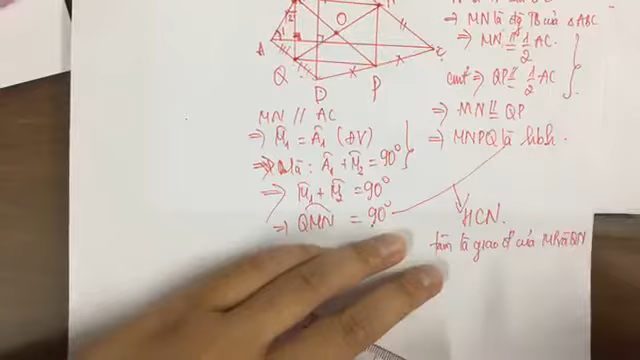 O
A
Q
D
P
C
⇒ MN là đg TB của ΔABC
⇒ MN // = 1/2 AC.
cmt² ⇒ QP // = 1/2 AC
⇒ MN // = QP
⇒ MNPQ là hbh.
MN // AC
⇒ M̂₁ = Â₁ (ĐV)
mà: Â₁ + M̂₂ = 90°
⇒ M̂₁ + M̂₂ = 90°
⇒ QMN = 90°
HCN.
tâm là giao của MP và QN